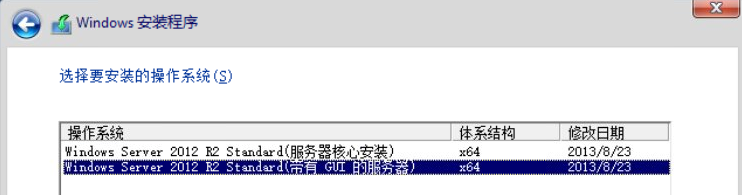 Windows 安装程序
选择要安装的操作系统(S)
操作系统 体系结构 修改日期
Windows Server 2012 R2 Standard(服务器核心安装) x64 2013/8/23
Windows Server 2012 R2 Standard(带有 GUI 的服务器) x64 2013/8/23